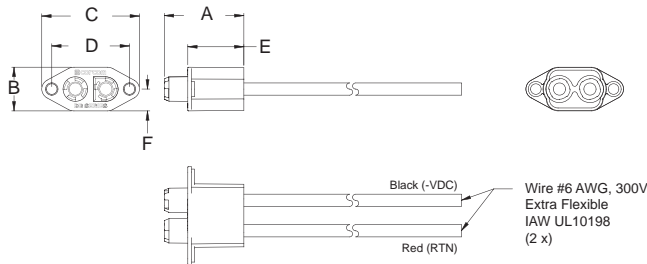 C
A
D
E
B
F
Black (-VDC)
Red (RTN)
Wire #6 AWG, 300V
Extra Flexible
IAW UL10198
(2 x)